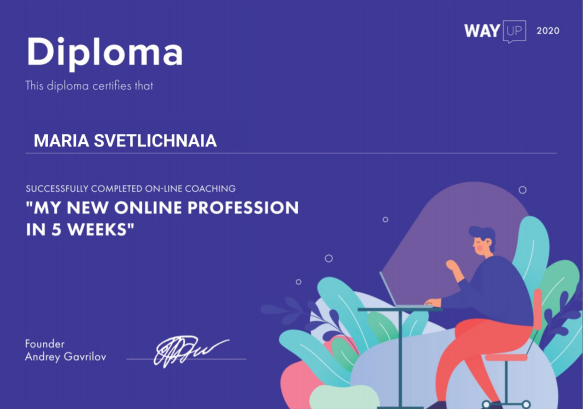 WAY UP 2020
Diploma
This diploma certifies that
MARIA SVETLICHNAIA
SUCCESSFULLY COMPLETED ON-LINE COACHING
"MY NEW ONLINE PROFESSION
IN 5 WEEKS"
Founder
Andrey Gavrilov